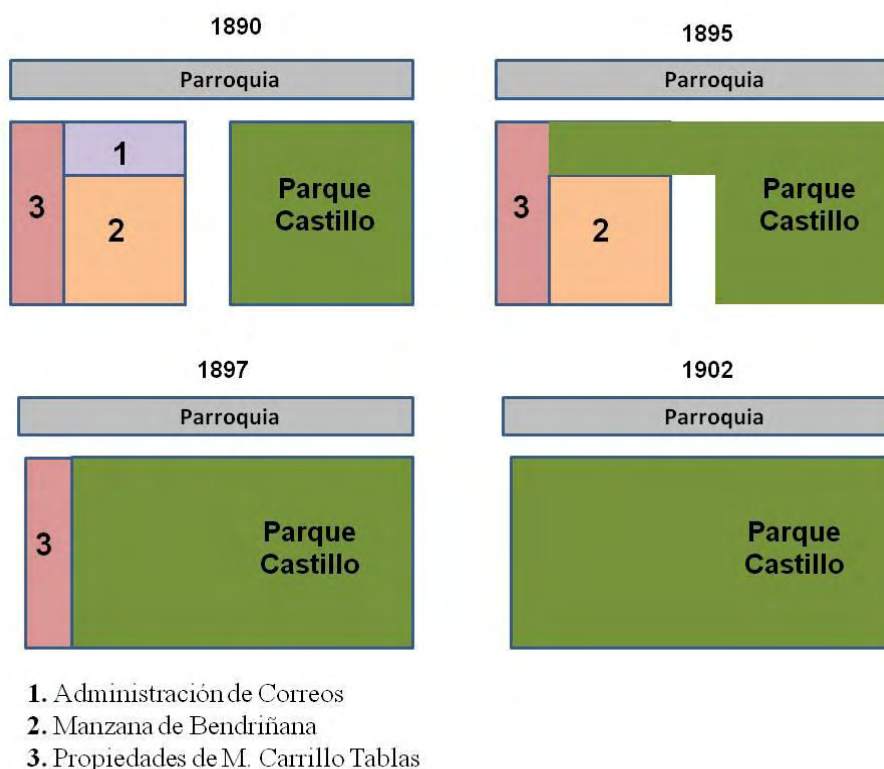 1890
1895
Parroquia
Parroquia
1
3
2
Parque
Castillo
3
2
Parque
Castillo
1897
1902
Parroquia
Parroquia
3
Parque
Castillo
Parque
Castillo
1. Administración de Correos
2. Manzana de Bendriñana
3. Propiedades de M. Carrillo Tablas